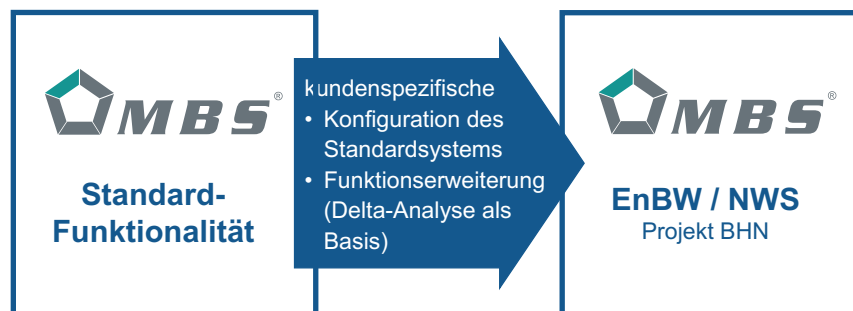 MBS®
Standard-
Funktionalität
kundenspezifische
• Konfiguration des
Standardsystems
• Funktionserweiterung
(Delta-Analyse als
Basis)
MBS®
EnBW / NWS
Projekt BHN